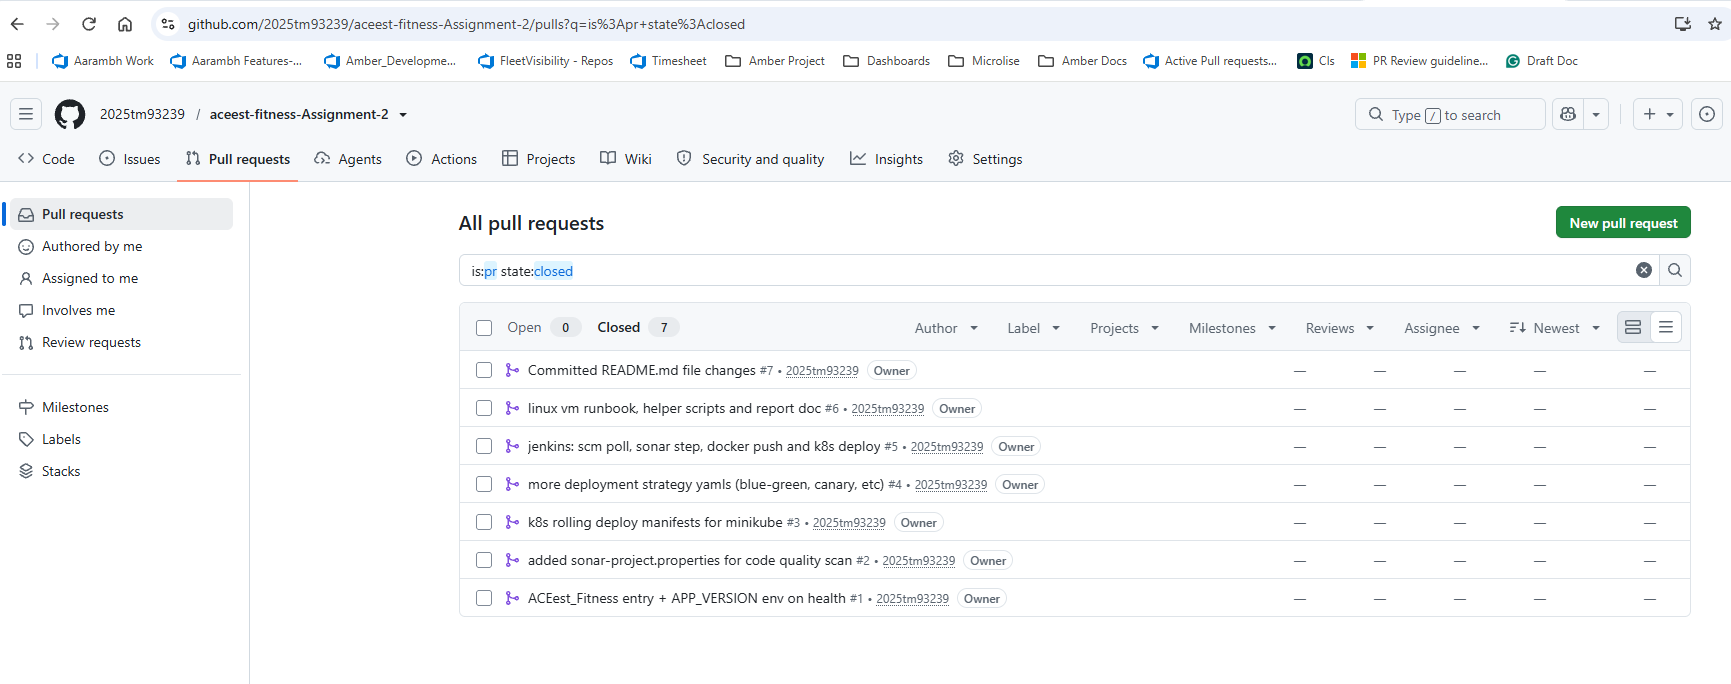 github.com/2025tm93239/aceest-fitness-Assignment-2/pulls?q=is%3Apr+state%3Aclosed
Aarambh Work Aarambh Features-... Amber_Developme... FleetVisibility - Repos Timesheet Amber Project Dashboards Microlise Amber Docs Active Pull requests... CIs PR Review guideline... Draft Doc
2025tm93239 / aceest-fitness-Assignment-2 Type / to search
Code Issues Pull requests Agents Actions Projects Wiki Security and quality Insights Settings
Pull requests
Authored by me
Assigned to me
Involves me
Review requests
Milestones
Labels
Stacks
All pull requests New pull request
is:pr state:closed
Open 0 Closed 7 Author Label Projects Milestones Reviews Assignee Newest
Committed README.md file changes #7 • 2025tm93239 Owner — — — — —
linux vm runbook, helper scripts and report doc #6 • 2025tm93239 Owner — — — — —
jenkins: scm poll, sonar step, docker push and k8s deploy #5 • 2025tm93239 Owner — — — — —
more deployment strategy yamls (blue-green, canary, etc) #4 • 2025tm93239 Owner — — — — —
k8s rolling deploy manifests for minikube #3 • 2025tm93239 Owner — — — — —
added sonar-project.properties for code quality scan #2 • 2025tm93239 Owner — — — — —
ACEest_Fitness entry + APP_VERSION env on health #1 • 2025tm93239 Owner — — — — —